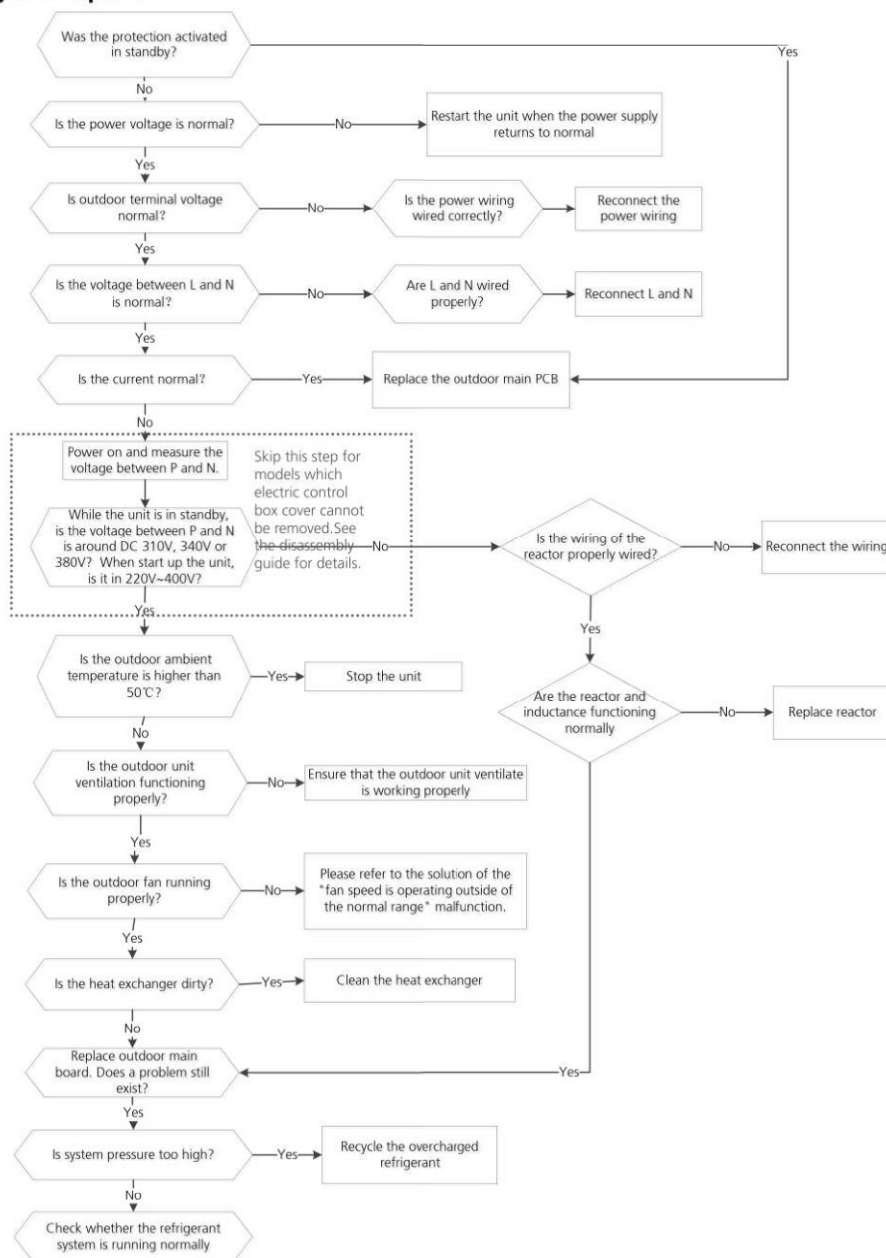 Was the protection activated
in standby?
Yes
No
Is the power voltage is normal?
No
Restart the unit when the power supply
returns to normal
Yes
Is outdoor terminal voltage
normal?
No
Is the power wiring
wired correctly?
Reconnect the
power wiring
Yes
Is the voltage between L and N
is normal?
No
Are L and N wired
properly?
Reconnect L and N
Yes
Is the current normal?
Yes
Replace the outdoor main PCB
No
Power on and measure the
voltage between P and N.
Skip this step for
models which
electric control
box cover cannot
be removed.See
the disassembly
guide for details.
While the unit is in standby,
is the voltage between P and N
is around DC 310V, 340V or
380V? When start up the unit,
is it in 220V~400V?
No
Is the wiring of the
reactor properly wired?
No
Reconnect the wiring
Yes
Yes
Is the outdoor ambient
temperature is higher than
50℃?
Yes
Stop the unit
Are the reactor and
inductance functioning
normally
No
Replace reactor
No
Is the outdoor unit
ventilation functioning
properly?
No
Ensure that the outdoor unit ventilate
is working properly
Yes
Is the outdoor fan running
properly?
No
Please refer to the solution of the
"fan speed is operating outside of
the normal range" malfunction.
Yes
Is the heat exchanger dirty?
Yes
Clean the heat exchanger
No
Replace outdoor main
board. Does a problem still
exist?
Yes
Yes
Is system pressure too high?
Yes
Recycle the overcharged
refrigerant
No
Check whether the refrigerant
system is running normally